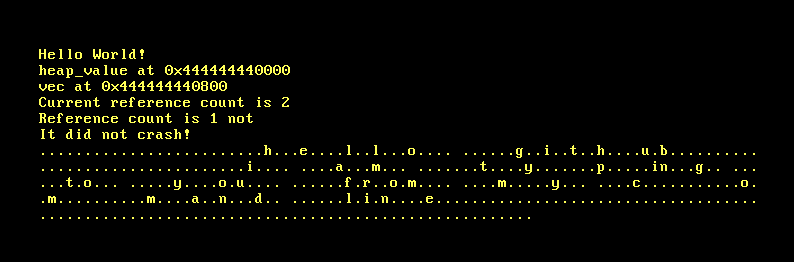 Hello World!
heap_value at 0x444444440000
vec at 0x444444440800
Current reference count is 2
Reference count is 1 not
It did not crash!
.........................h...e....l..l...o.... ......g..i..t..h....u.b..........
.......................i.... ....a...m.... ......t....y.......p.....in...g.. ...
...t.o... .....y....o.u.... ......f.r.o..m.... ....m.....y... ....c...........o.
.m..........m....a..n...d.. ......l.i.n....e....................................
.......................................................